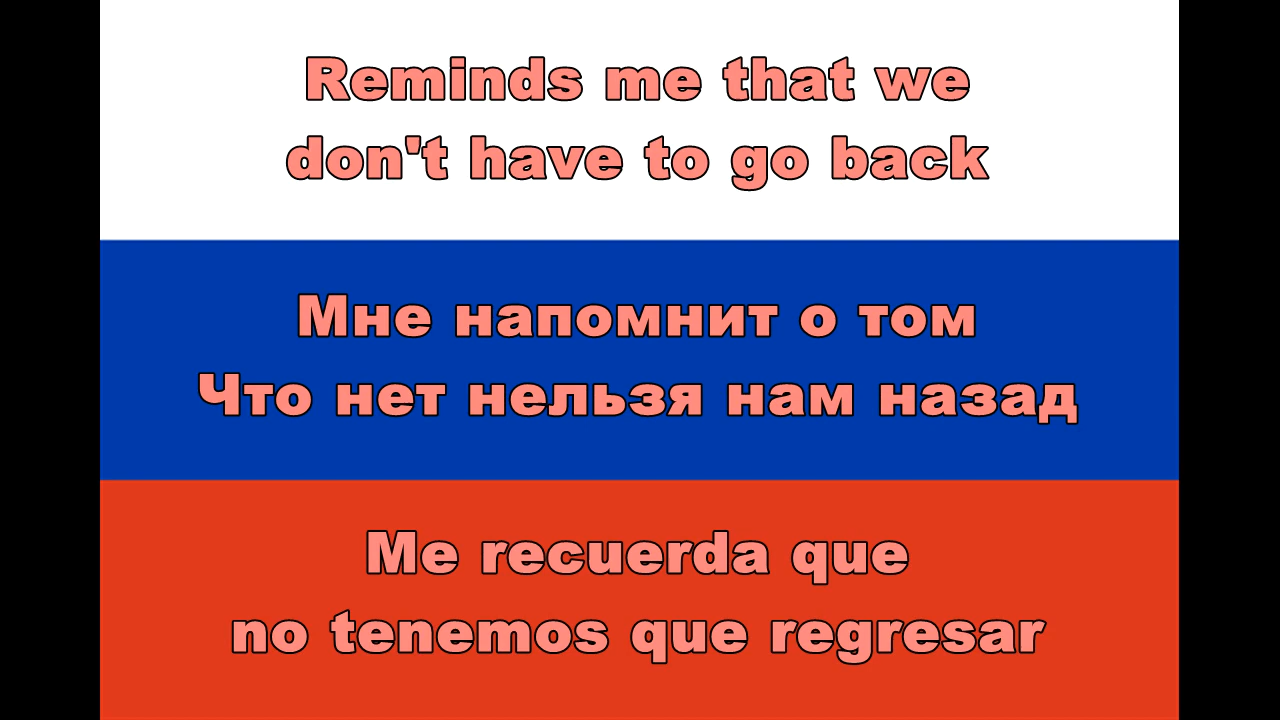 Reminds me that we
don't have to go back
Мне напомнит о том
Что нет нельзя нам назад
Me recuerda que
no tenemos que regresar